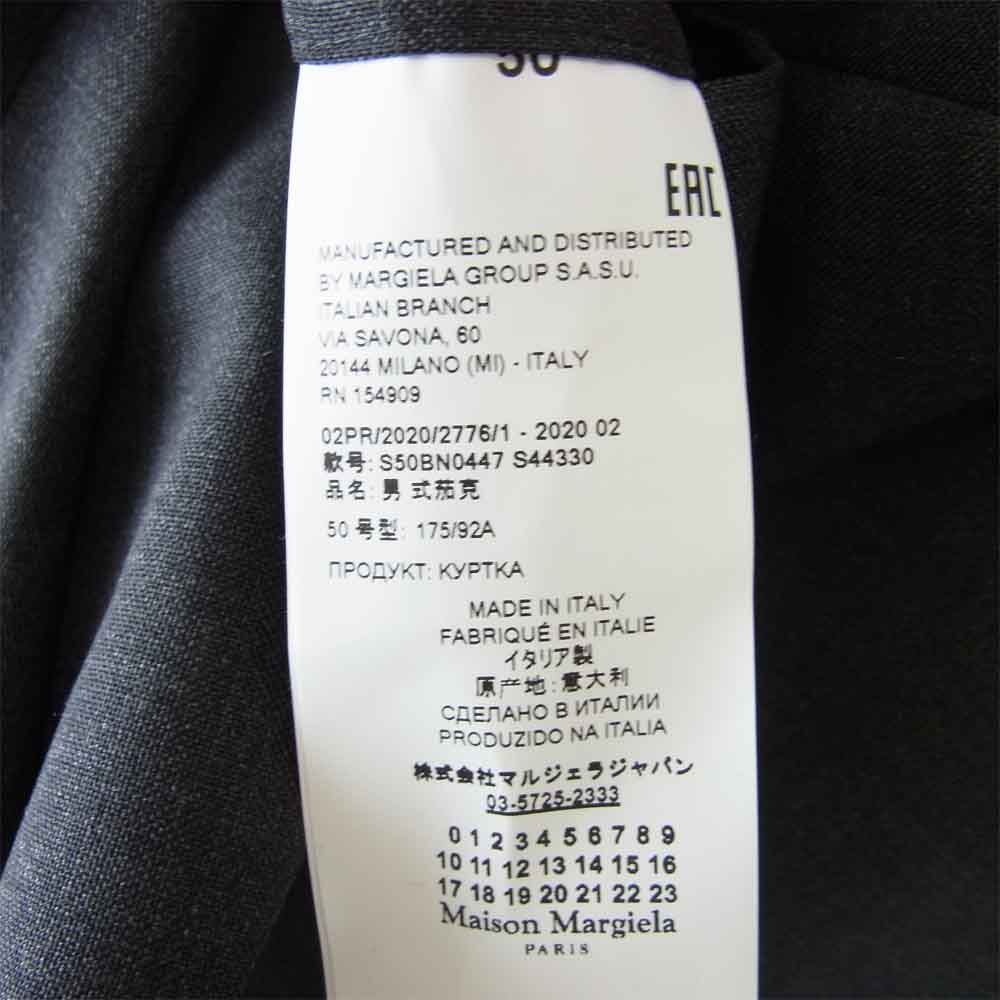 50
EAC
MANUFACTURED AND DISTRIBUTED
BY MARGIELA GROUP S.A.S.U.
ITALIAN BRANCH
VIA SAVONA, 60
20144 MILANO (MI) - ITALY
RN 154909
02PR/2020/2776/1 - 2020 02
款号: S50BN0447 S44330
品名: 男 式茄克
50 号型: 175/92A
ПРОДУКТ: КУРТКА
MADE IN ITALY
FABRIQUÉ EN ITALIE
イタリア製
原产地: 意大利
СДЕЛАНО В ИТАЛИИ
PRODUZIDO NA ITALIA
株式会社マルジェラジャパン
03-5725-2333
0 1 2 3 4 5 6 7 8 9
10 11 12 13 14 15 16
17 18 19 20 21 22 23
Maison Margiela
PARIS